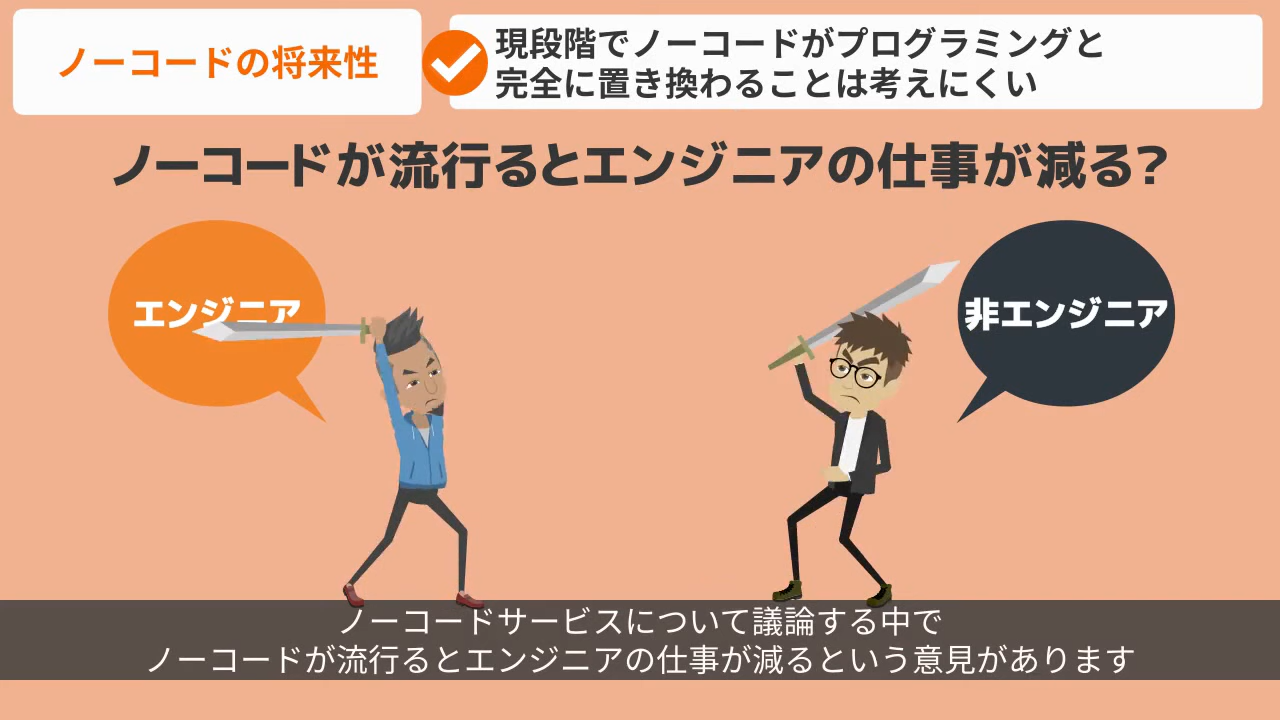 ノーコードの将来性
現段階でノーコードがプログラミングと
完全に置き換わることは考えにくい
ノーコードが流行るとエンジニアの仕事が減る?
エンジニア
非エンジニア
ノーコードサービスについて議論する中で
ノーコードが流行るとエンジニアの仕事が減るという意見があります